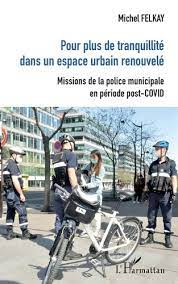 Michel FELKAY
Pour plus de tranquillité
dans un espace urbain renouvelé
Missions de la police municipale
en période post-COVID
L'Harmattan